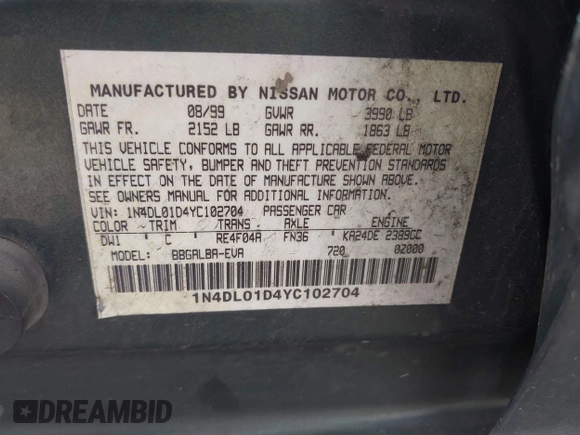 MANUFACTURED BY NISSAN MOTOR CO., LTD.
DATE 08/99 GVWR 3990 LB
GAWR FR. 2152 LB GAWR RR. 1863 LB
THIS VEHICLE CONFORMS TO ALL APPLICABLE FEDERAL MOTOR
VEHICLE SAFETY, BUMPER AND THEFT PREVENTION STANDARDS
IN EFFECT ON THE DATE OF MANUFACTURE SHOWN ABOVE.
SEE OWNERS MANUAL FOR ADDITIONAL INFORMATION
VIN: 1N4DL01D4YC102704 PASSENGER CAR
COLOR TRIM TRANS AXLE ENGINE
DW1 C RE4F04A FN36 KA24DE 2389CC
MODEL: BBGALBA-EVA 720 0Z000
1N4DL01D4YC102704
DREAMBID